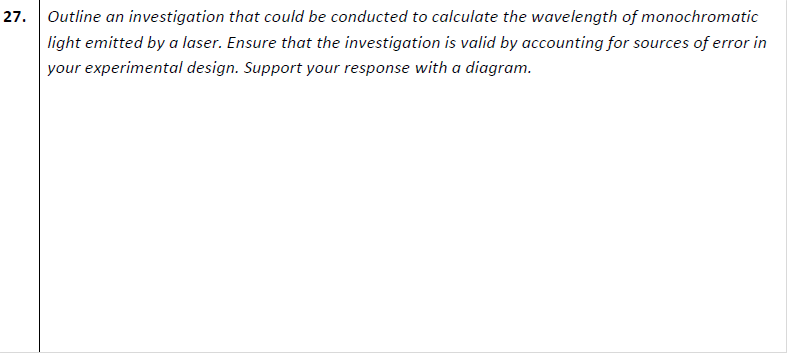 27. Outline an investigation that could be conducted to calculate the wavelength of monochromatic
light emitted by a laser. Ensure that the investigation is valid by accounting for sources of error in
your experimental design. Support your response with a diagram.